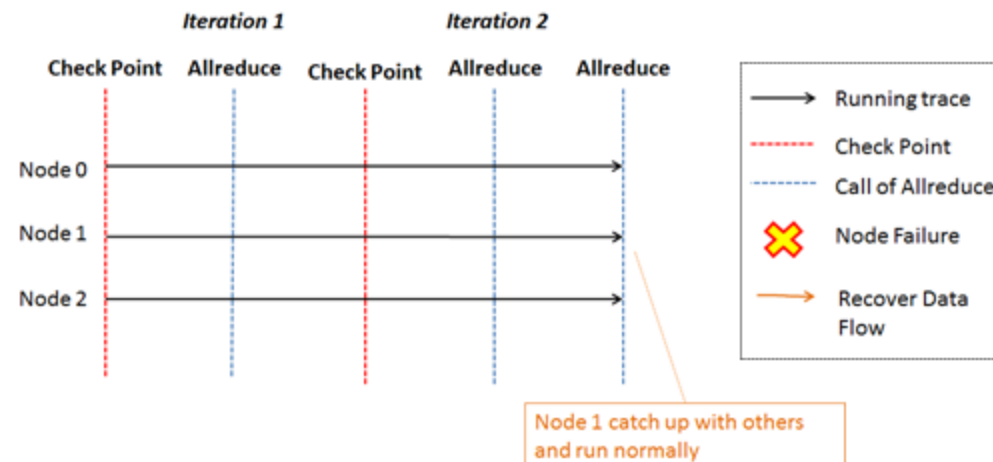 Iteration 1
Iteration 2
Check Point
Allreduce
Check Point
Allreduce
Allreduce
Node 0
Node 1
Node 2
Running trace
Check Point
Call of Allreduce
Node Failure
Recover Data
Flow
Node 1 catch up with others
and run normally